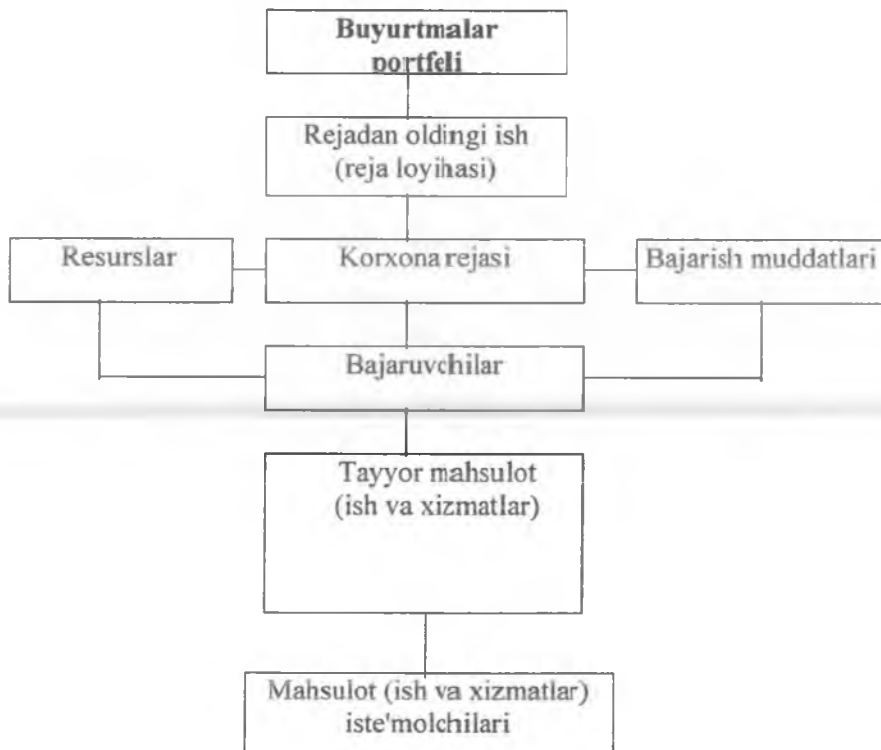 Buyurtmalar
portfeli
Rejadan oldingi ish
(reja loyihasi)
Resurslar
Korxona rejasi
Bajarish muddatlari
Bajaruvchilar
Tayyor mahsulot
(ish va xizmatlar)
Mahsulot (ish va xizmatlar)
iste'molchilari